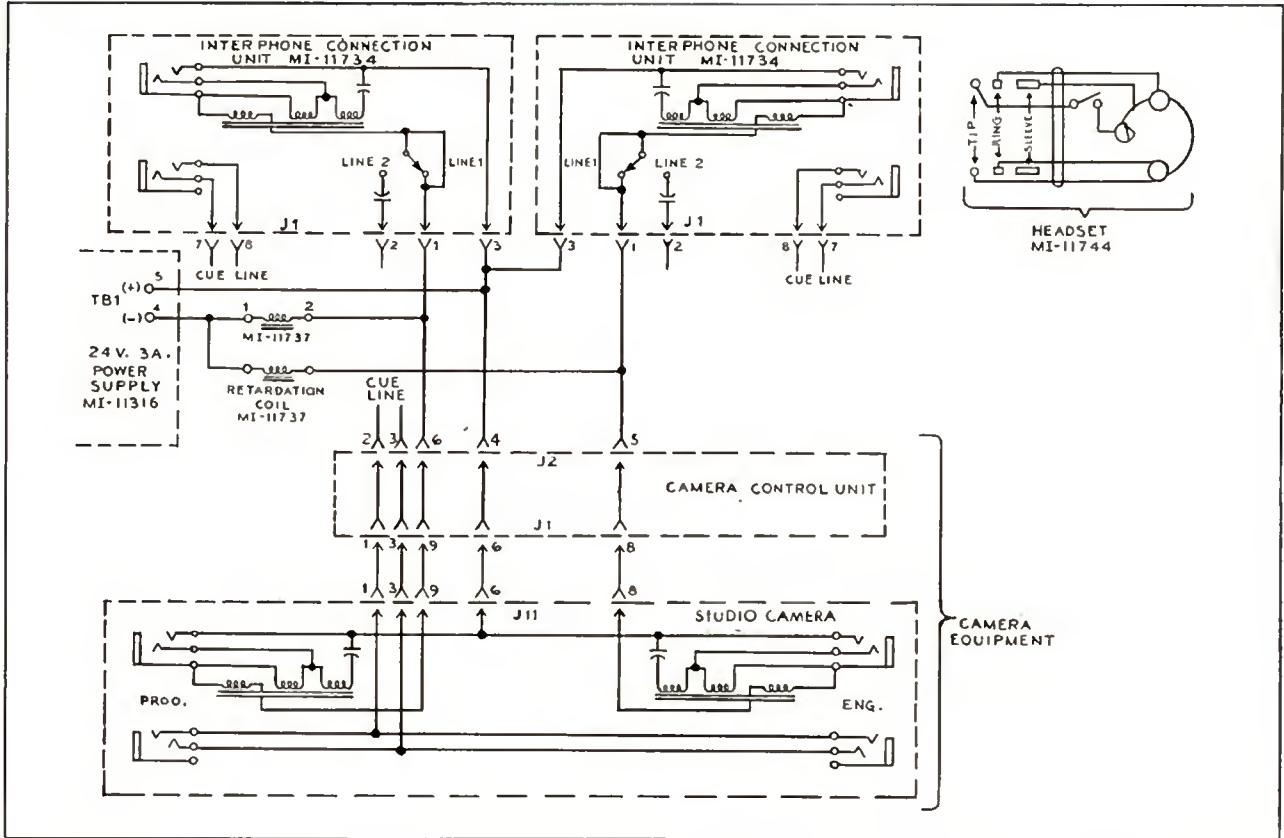 INTERPHONE CONNECTION
UNIT MI-11734
LINE 2
LINE 1
J1
7 8 2 1 3
CUE LINE
INTERPHONE CONNECTION
UNIT MI-11734
LINE 1
LINE 2
J1
3 1 2 8 7
CUE LINE
TIP
RING
SLEEVE
HEADSET
MI-11744
TB1
(+) 5
(-) 4
1 2
MI-11737
24V. 3A.
POWER
SUPPLY
MI-11316
RETARDATION
COIL
MI-11737
CUE
LINE
2 3 6 4 5
J2
CAMERA CONTROL UNIT
J1
1 3 9 6 8
1 3 9 6 8
J11
STUDIO CAMERA
PROD.
ENG.
CAMERA
EQUIPMENT